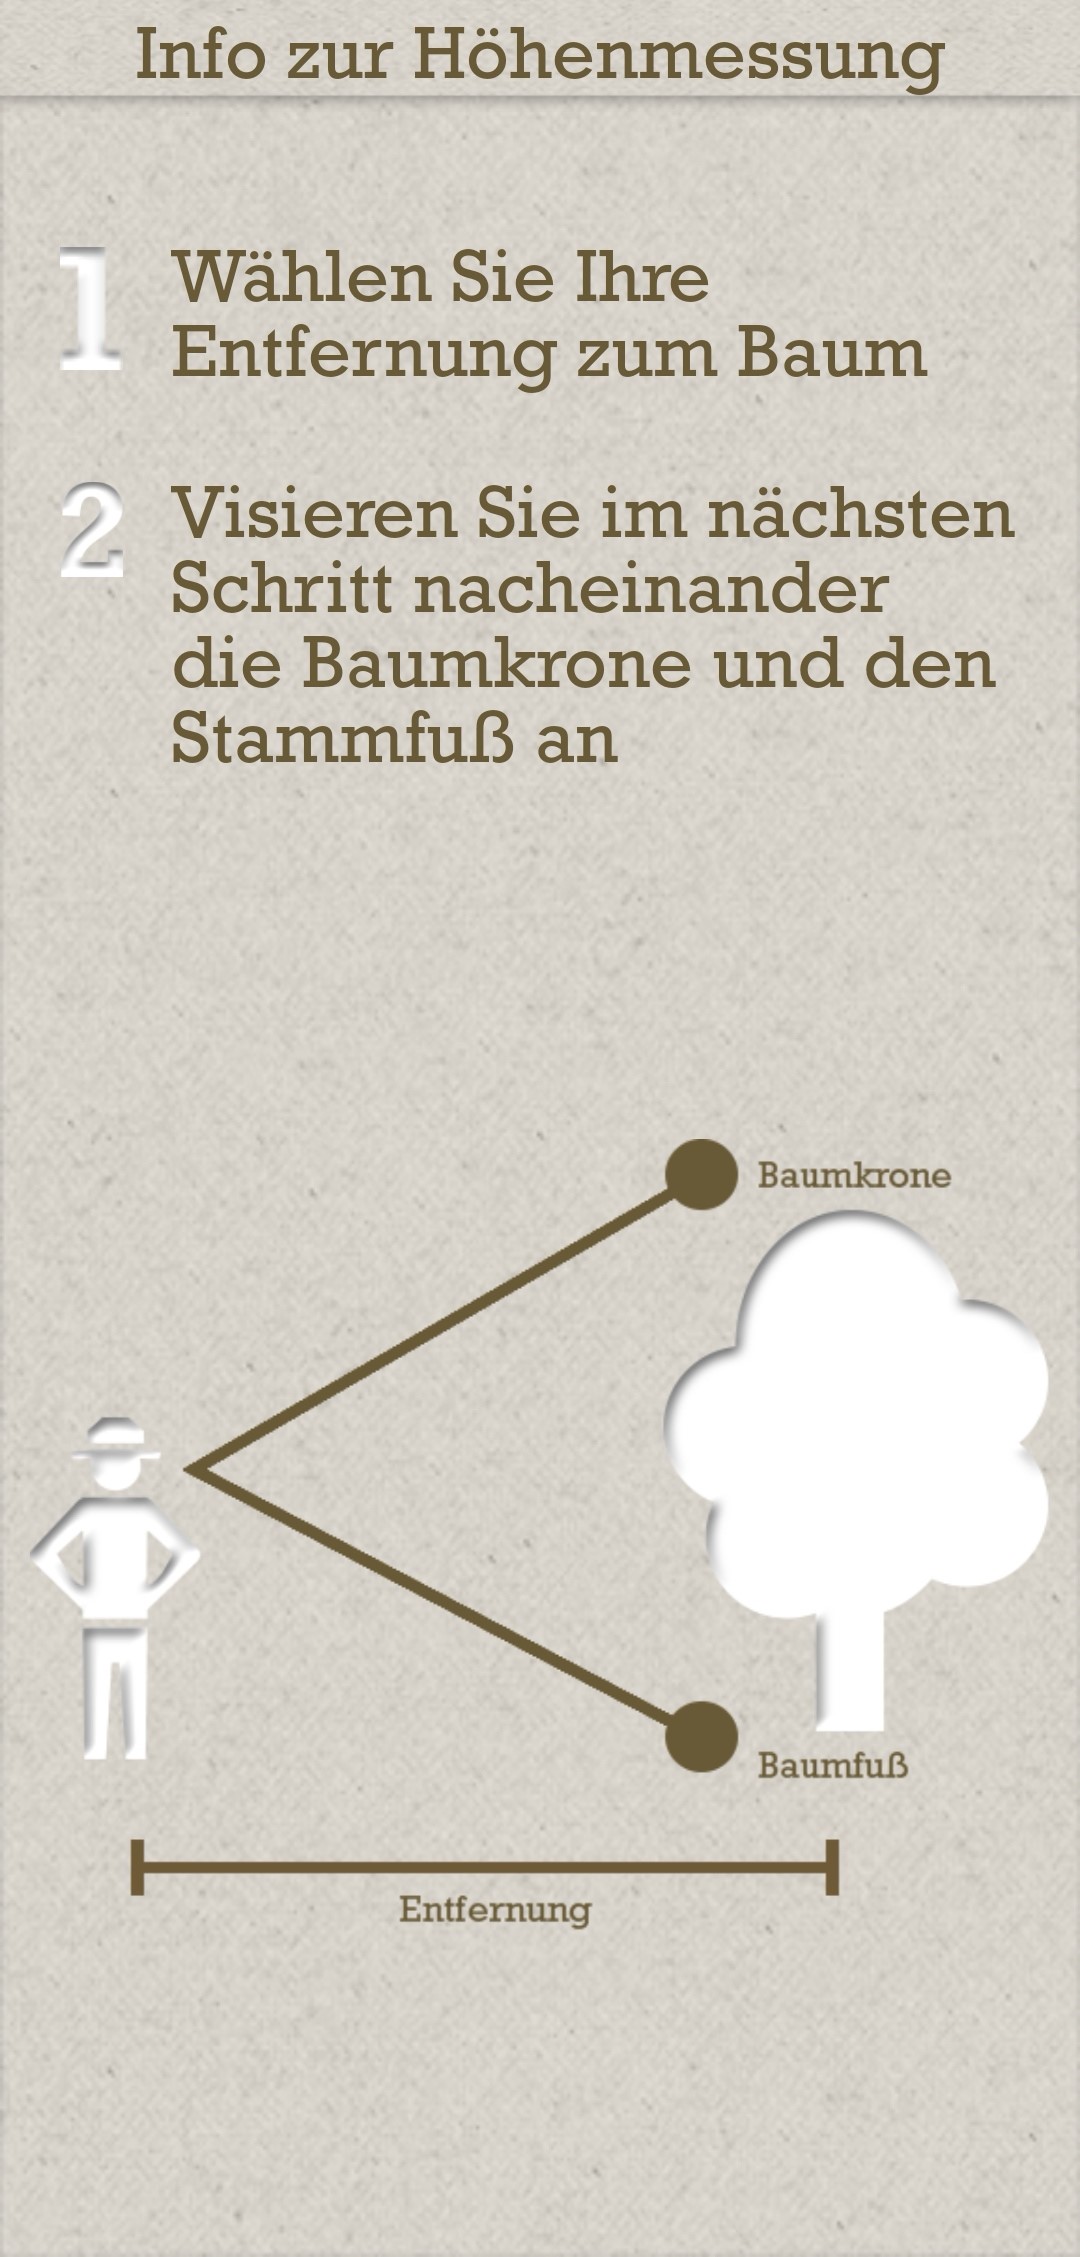 Info zur Höhenmessung
1 Wählen Sie Ihre
Entfernung zum Baum
2 Visieren Sie im nächsten
Schritt nacheinander
die Baumkrone und den
Stammfuß an
Baumkrone
Baumfuß
Entfernung